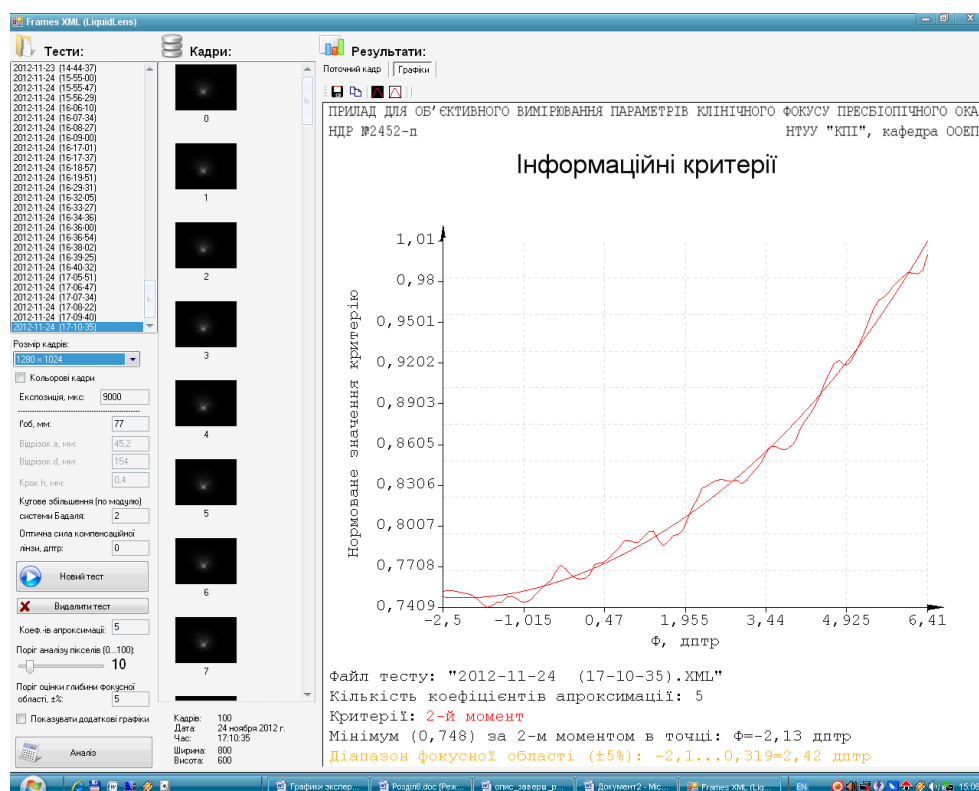 Frames XML (LiquidLens)
Тести:
2012-11-23 (14-44-37)
2012-11-24 (15-55-00)
2012-11-24 (15-55-47)
2012-11-24 (15-56-29)
2012-11-24 (16-06-10)
2012-11-24 (16-07-34)
2012-11-24 (16-08-27)
2012-11-24 (16-09-00)
2012-11-24 (16-17-01)
2012-11-24 (16-17-37)
2012-11-24 (16-18-57)
2012-11-24 (16-19-51)
2012-11-24 (16-29-31)
2012-11-24 (16-32-05)
2012-11-24 (16-33-27)
2012-11-24 (16-34-36)
2012-11-24 (16-36-00)
2012-11-24 (16-36-54)
2012-11-24 (16-38-02)
2012-11-24 (16-39-25)
2012-11-24 (16-40-32)
2012-11-24 (17-05-51)
2012-11-24 (17-06-47)
2012-11-24 (17-07-34)
2012-11-24 (17-08-22)
2012-11-24 (17-09-40)
2012-11-24 (17-10-35)
Розмір кадрів:
1280 × 1024
Кольорові кадри
Експозиція, мкс: 9000
f'об, мм: 77
Відрізок a, мм: 45,2
Відрізок d, мм: 154
Крок h, мм: 0,4
Кутове збільшення (по модулю)
системи Бадаля: 2
Оптична сила компенсаційної
лінзи, дптр: 0
Новий тест
Видалити тест
Коеф.-ів апроксимації: 5
Поріг аналізу пікселів (0...100):
10
Поріг оцінки глибини фокусної
області, ±%: 5
Показувати додаткові графіки
Аналіз
Кадри:
0
1
2
3
4
5
6
7
Кадрів: 100
Дата: 24 ноября 2012 г.
Час: 17:10:35
Ширина: 800
Висота: 600
Результати:
Поточний кадр Графіки
ПРИЛАД ДЛЯ ОБ'ЄКТИВНОГО ВИМІРЮВАННЯ ПАРАМЕТРІВ КЛІНІЧНОГО ФОКУСУ ПРЕСБІОПІЧНОГО ОКА
НДР №2452-п НТУУ "КПІ", кафедра ООЕП
Інформаційні критерії
Нормоване значення критерію
1,01
0,98
0,9501
0,9202
0,8903
0,8605
0,8306
0,8007
0,7708
0,7409
-2,5 -1,015 0,47 1,955 3,44 4,925 6,41
Ф, дптр
Файл тесту: "2012-11-24 (17-10-35).XML"
Кількість коефіцієнтів апроксимації: 5
Критерії: 2-й момент
Мінімум (0,748) за 2-м моментом в точці: Ф=-2,13 дптр
Діапазон фокусної області (±5%): -2,1...0,319=2,42 дптр
Графики экспер... Розділ6.doc [Реж... опис_заверш_р... Документ2 - Mic... Frames XML (Liq... EN 15:08